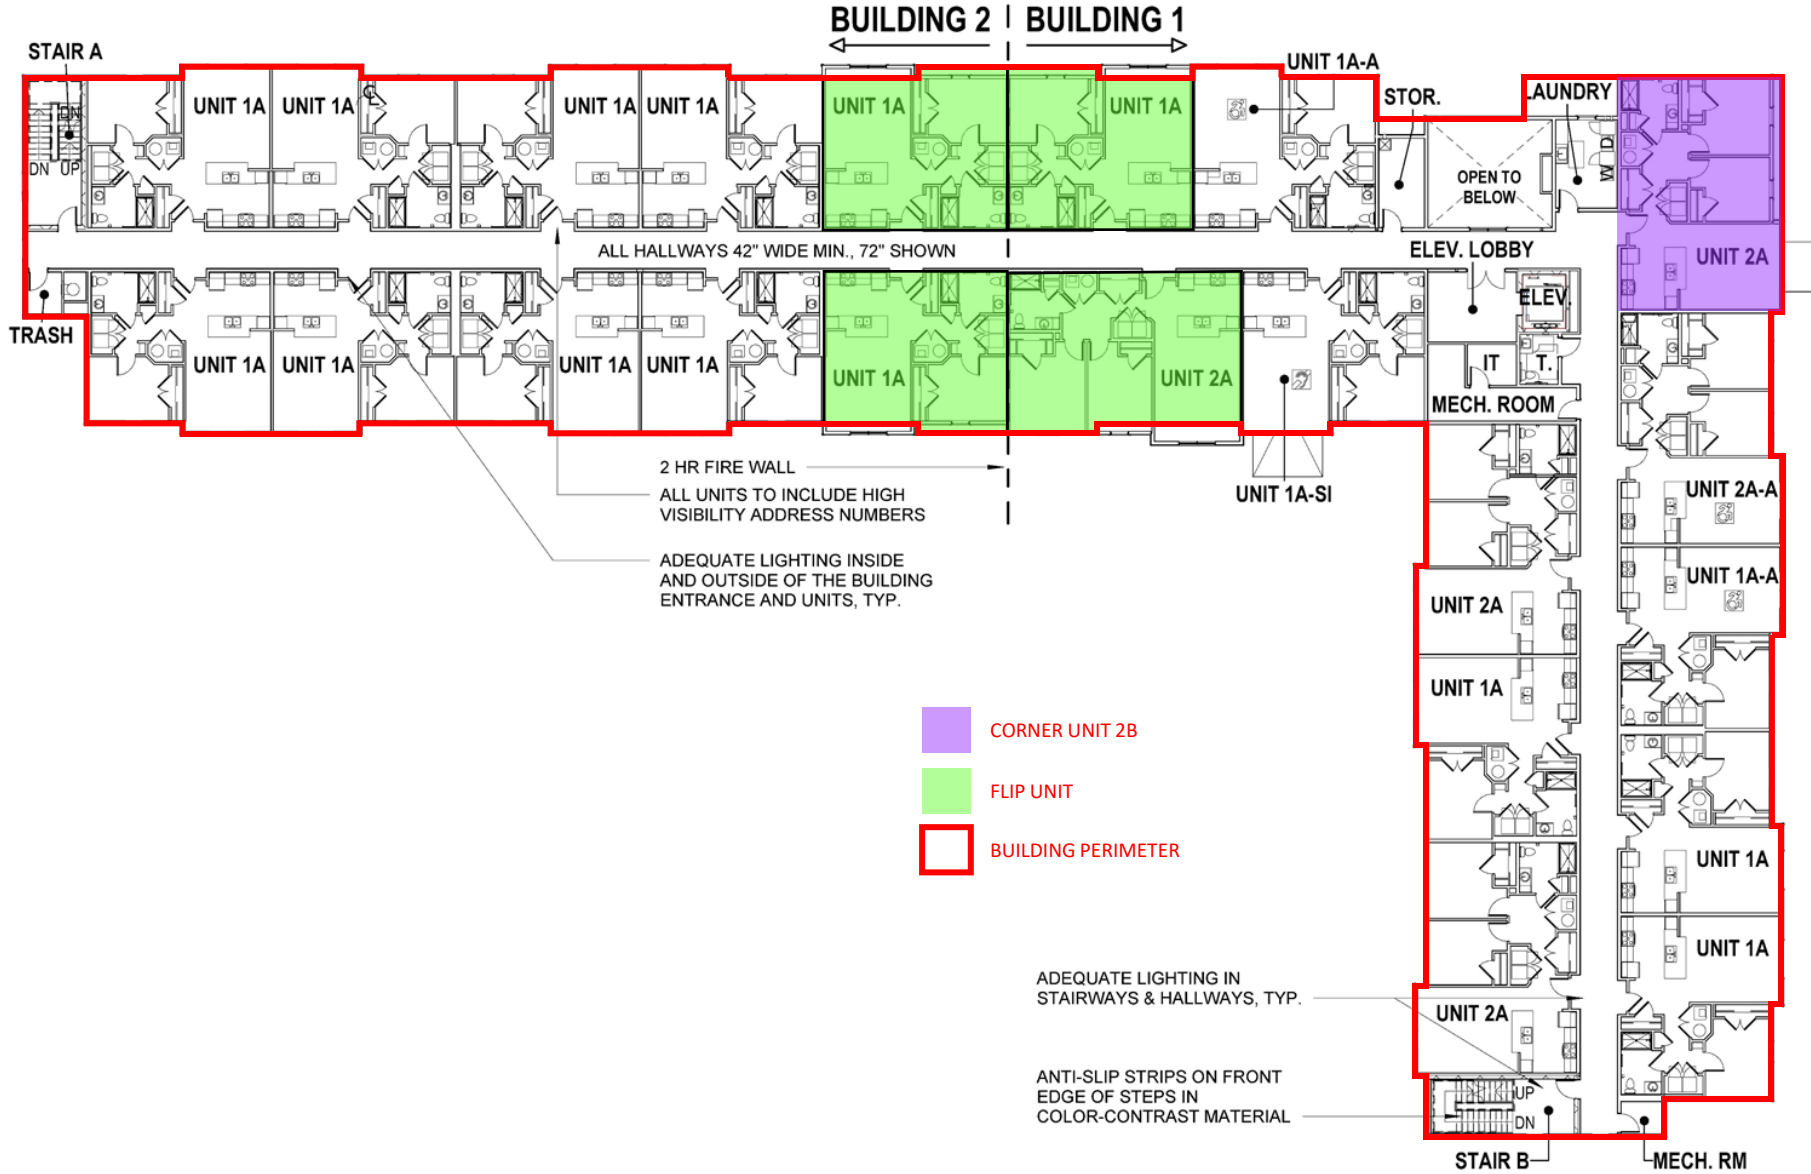 BUILDING 2
BUILDING 1
STAIR A
UNIT 1A-A
UNIT 1A
UNIT 1A
UNIT 1A
UNIT 1A
UNIT 1A
UNIT 1A
STOR.
LAUNDRY
DN
DN UP
W D
OPEN TO
BELOW
ALL HALLWAYS 42" WIDE MIN., 72" SHOWN
ELEV. LOBBY
UNIT 2A
ELEV.
TRASH
UNIT 1A
UNIT 1A
UNIT 1A
UNIT 1A
UNIT 1A
UNIT 2A
IT
T.
MECH. ROOM
2 HR FIRE WALL
ALL UNITS TO INCLUDE HIGH
VISIBILITY ADDRESS NUMBERS
UNIT 1A-SI
UNIT 2A-A
ADEQUATE LIGHTING INSIDE
AND OUTSIDE OF THE BUILDING
ENTRANCE AND UNITS, TYP.
UNIT 1A-A
UNIT 2A
UNIT 1A
CORNER UNIT 2B
FLIP UNIT
BUILDING PERIMETER
UNIT 1A
UNIT 1A
ADEQUATE LIGHTING IN
STAIRWAYS & HALLWAYS, TYP.
UNIT 2A
ANTI-SLIP STRIPS ON FRONT
EDGE OF STEPS IN
COLOR-CONTRAST MATERIAL
UP
DN
STAIR B
MECH. RM